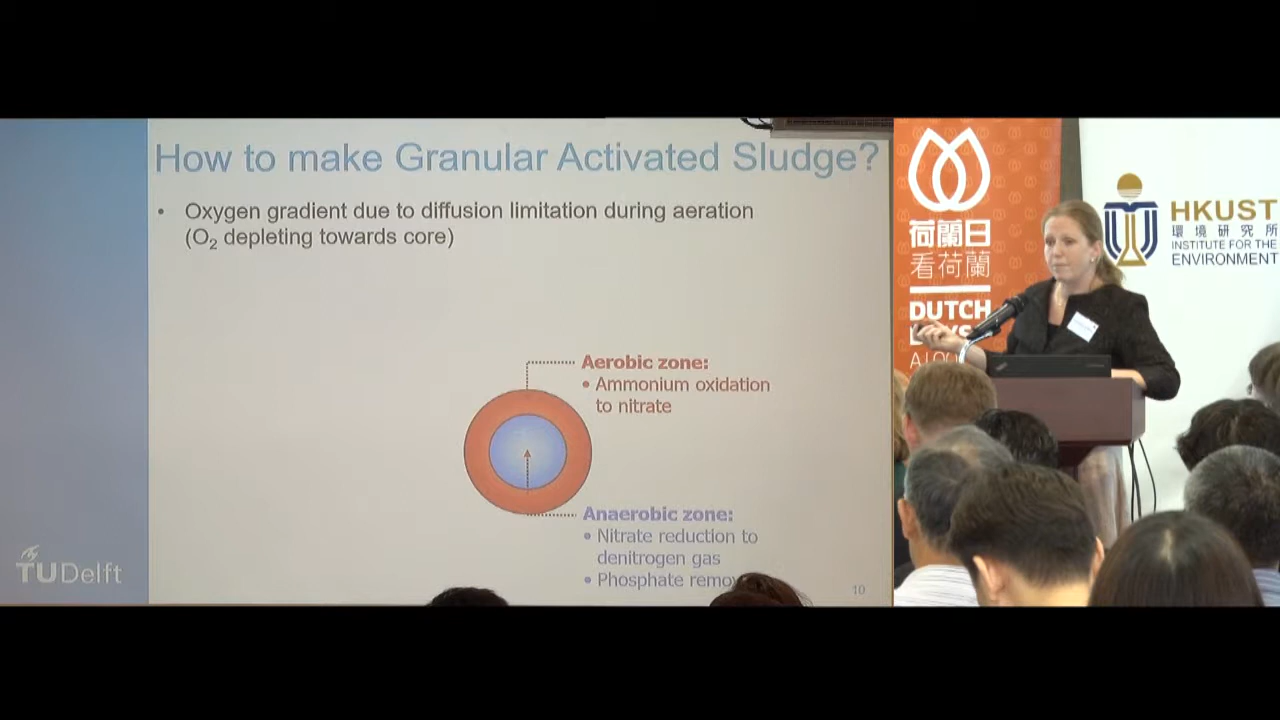 How to make Granular Activated Sludge?
• Oxygen gradient due to diffusion limitation during aeration
(O₂ depleting towards core)
Aerobic zone:
• Ammonium oxidation
to nitrate
Anaerobic zone:
• Nitrate reduction to
denitrogen gas
• Phosphate
TUDelft
10
荷蘭日
看荷蘭
DUTCH
HKUST
環境研究所
INSTITUTE FOR THE
ENVIRONMENT